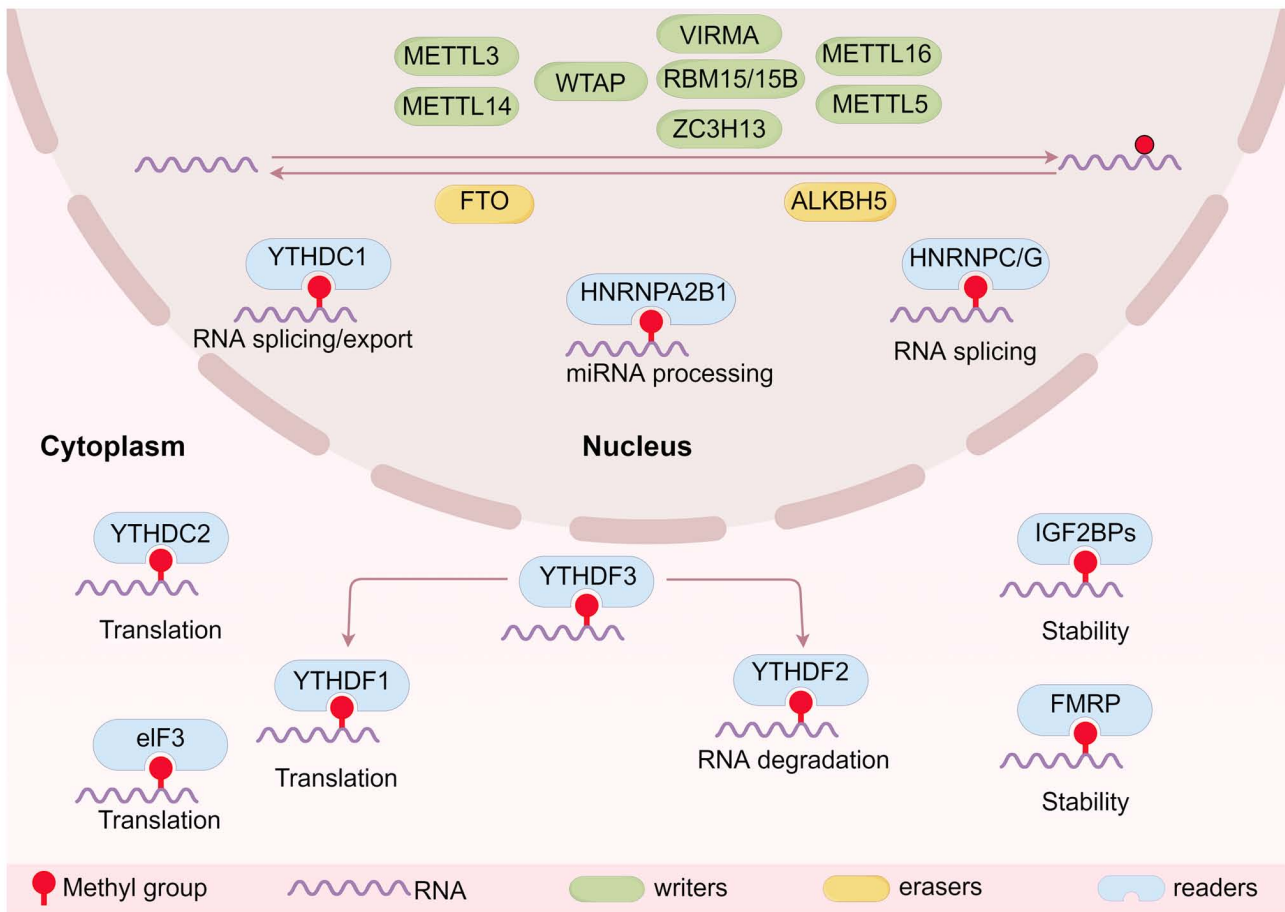 VIRMA
METTL3
METTL16
WTAP
RBM15/15B
METTL14
METTL5
ZC3H13
FTO
ALKBH5
YTHDC1
RNA splicing/export
HNRNPA2B1
miRNA processing
HNRNPC/G
RNA splicing
Cytoplasm
Nucleus
YTHDC2
Translation
YTHDF3
IGF2BPs
Stability
YTHDF1
Translation
YTHDF2
RNA degradation
eIF3
Translation
FMRP
Stability
Methyl group
RNA
writers
erasers
readers